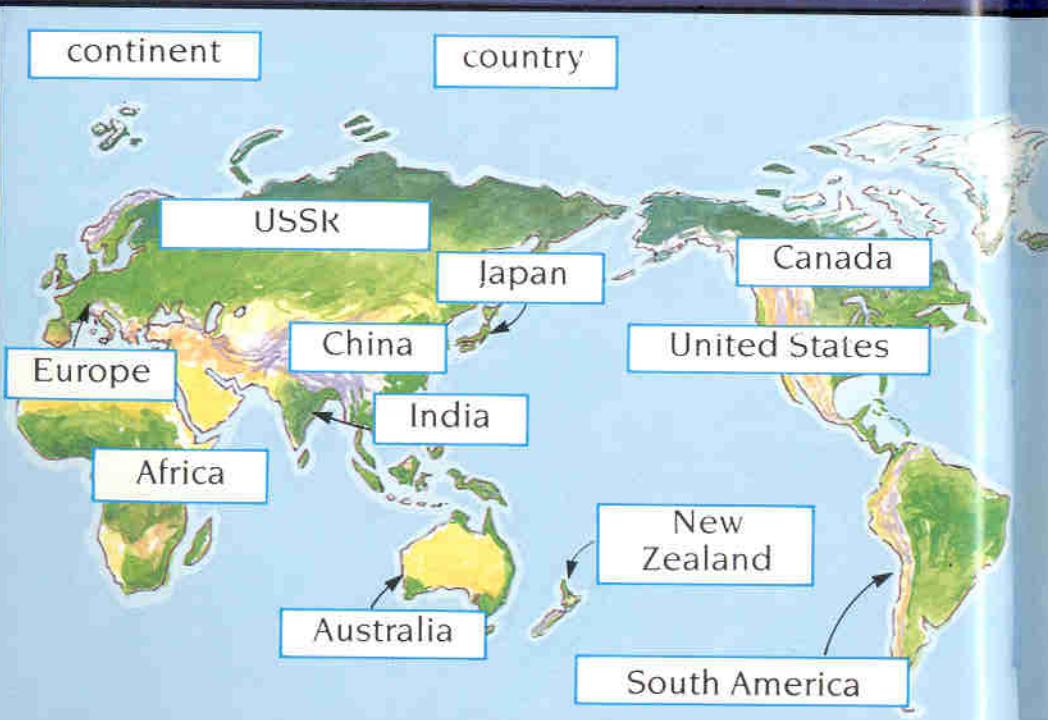 continent
country
USSR
Japan
Canada
China
United States
Europe
India
Africa
New
Zealand
Australia
South America